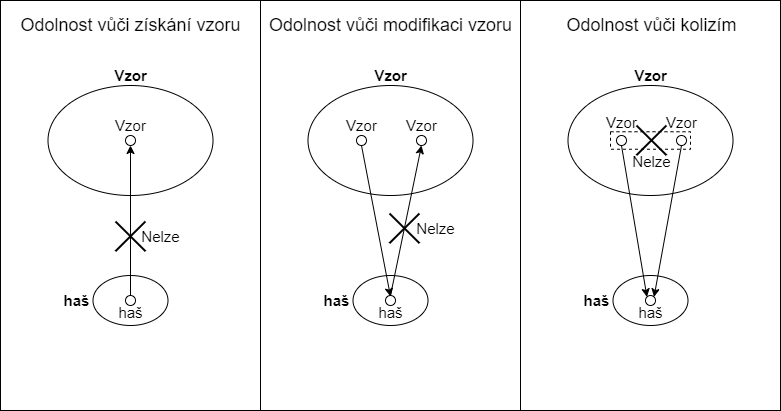 Odolnost vůči získání vzoru
Vzor
Vzor
Nelze
haš
haš
Odolnost vůči modifikaci vzoru
Vzor
Vzor Vzor
Nelze
haš
haš
Odolnost vůči kolizím
Vzor
Vzor Vzor
Nelze
haš
haš